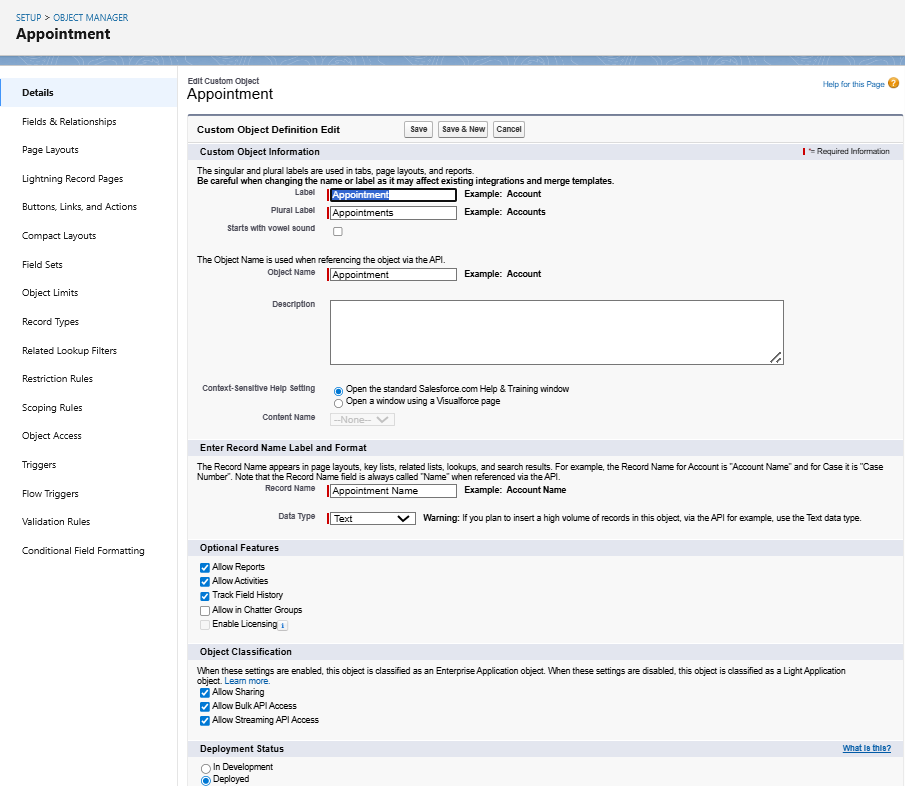 SETUP > OBJECT MANAGER
Appointment
Details
Fields & Relationships
Page Layouts
Lightning Record Pages
Buttons, Links, and Actions
Compact Layouts
Field Sets
Object Limits
Record Types
Related Lookup Filters
Restriction Rules
Scoping Rules
Object Access
Triggers
Flow Triggers
Validation Rules
Conditional Field Formatting
Edit Custom Object
Appointment
Help for this Page ?
Custom Object Definition Edit Save Save & New Cancel
Custom Object Information *= Required Information
The singular and plural labels are used in tabs, page layouts, and reports.
Be careful when changing the name or label as it may affect existing integrations and merge templates.
Label Appointment Example: Account
Plural Label Appointments Example: Accounts
Starts with vowel sound
The Object Name is used when referencing the object via the API.
Object Name Appointment Example: Account
Description
Context-Sensitive Help Setting Open the standard Salesforce.com Help & Training window
Open a window using a Visualforce page
Content Name --None--
Enter Record Name Label and Format
The Record Name appears in page layouts, key lists, related lists, lookups, and search results. For example, the Record Name for Account is "Account Name" and for Case it is "Case
Number". Note that the Record Name field is always called "Name" when referenced via the API.
Record Name Appointment Name Example: Account Name
Data Type Text Warning: If you plan to insert a high volume of records in this object, via the API for example, use the Text data type.
Optional Features
Allow Reports
Allow Activities
Track Field History
Allow in Chatter Groups
Enable Licensing i
Object Classification
When these settings are enabled, this object is classified as an Enterprise Application object. When these settings are disabled, this object is classified as a Light Application
object. Learn more.
Allow Sharing
Allow Bulk API Access
Allow Streaming API Access
Deployment Status What is this?
In Development
Deployed